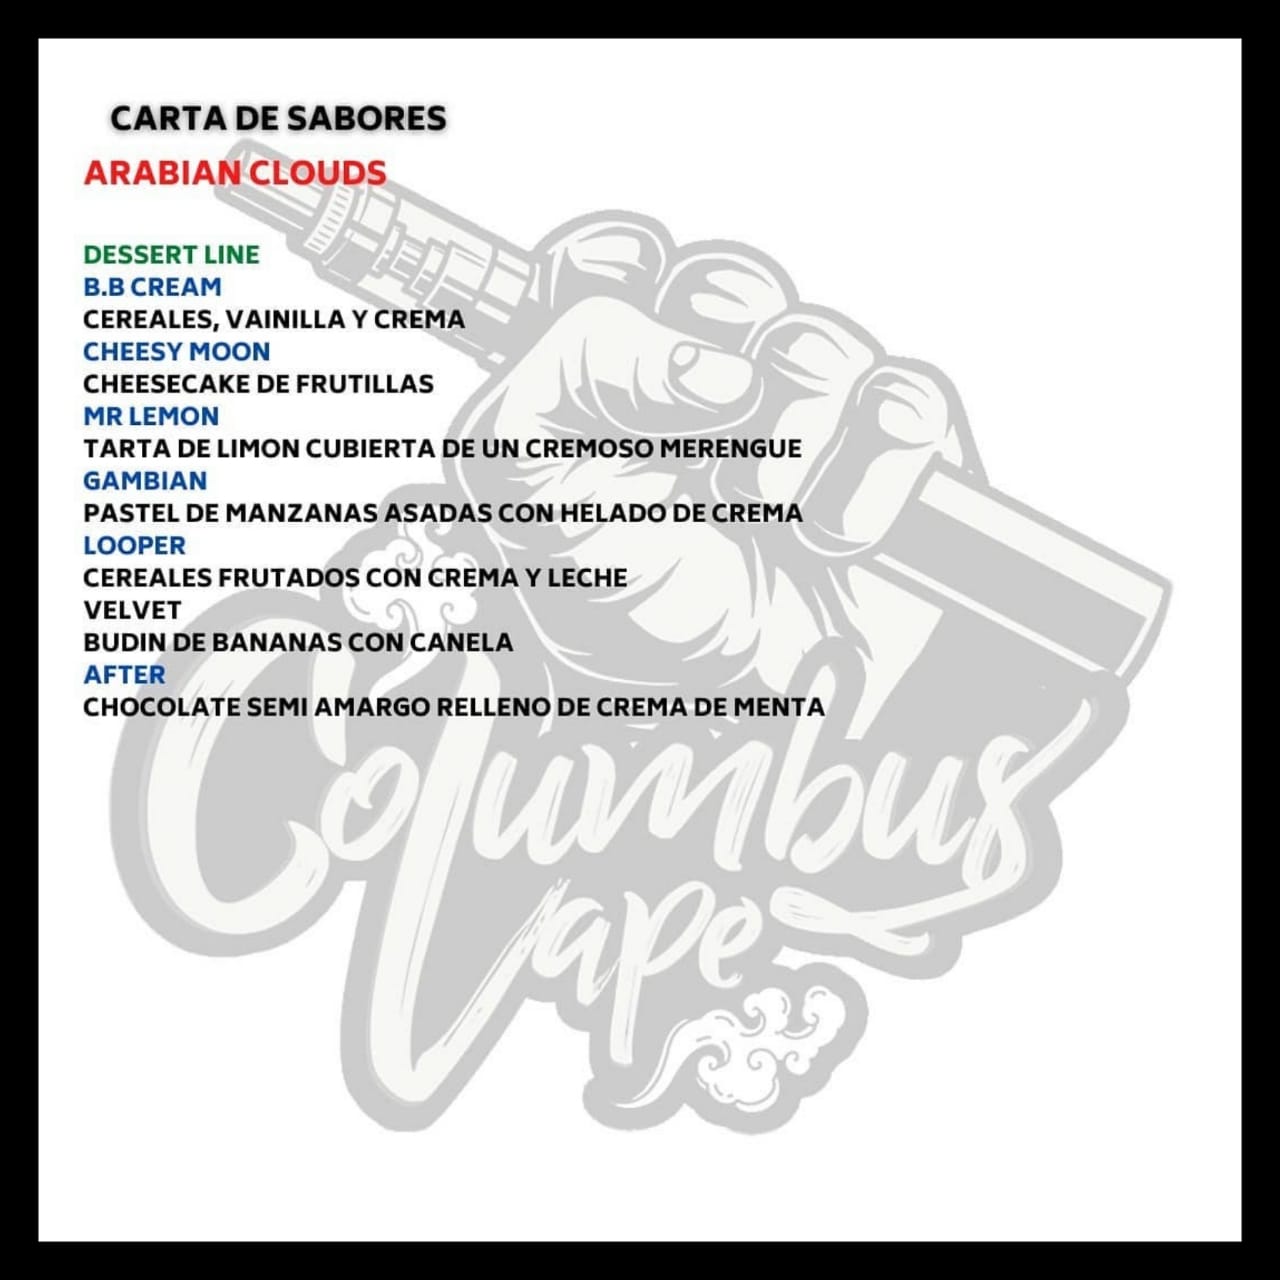 CARTA DE SABORES
ARABIAN CLOUDS
DESSERT LINE
B.B CREAM
CEREALES, VAINILLA Y CREMA
CHEESY MOON
CHEESECAKE DE FRUTILLAS
MR LEMON
TARTA DE LIMON CUBIERTA DE UN CREMOSO MERENGUE
GAMBIAN
PASTEL DE MANZANAS ASADAS CON HELADO DE CREMA
LOOPER
CEREALES FRUTADOS CON CREMA Y LECHE
VELVET
BUDIN DE BANANAS CON CANELA
AFTER
CHOCOLATE SEMI AMARGO RELLENO DE CREMA DE MENTA
Columbus
Vape